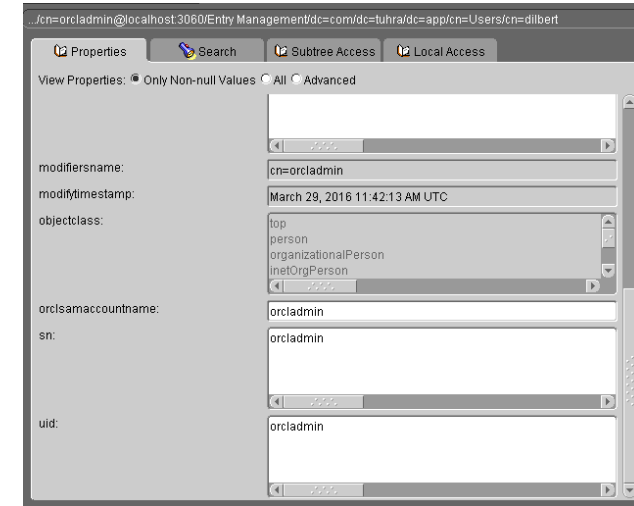 .../cn=orcladmin@localhost:3060/Entry Management/dc=com/dc=tuhra/dc=app/cn=Users/cn=dilbert
Properties Search Subtree Access Local Access
View Properties: Only Non-null Values All Advanced
modifiersname: cn=orcladmin
modifytimestamp: March 29, 2016 11:42:13 AM UTC
objectclass: top
person
organizationalPerson
inetOrgPerson
orclsamaccountname: orcladmin
sn: orcladmin
uid: orcladmin